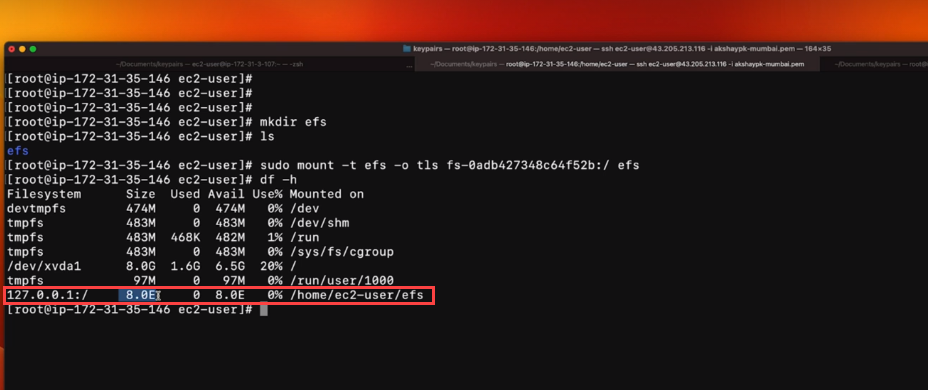 keypairs — root@ip-172-31-35-146:/home/ec2-user — ssh ec2-user@43.205.213.116 -i akshaypk-mumbai.pem — 164×35
~/Documents/keypairs — ec2-user@ip-172-31-3-107:~ — -zsh ... ~/Documents/keypairs — root@ip-172-31-35-146:/home/ec2-user — ssh ec2-user@43.205.213.116 -i akshaypk-mumbai.pem ~/Documents/keypairs —
[root@ip-172-31-35-146 ec2-user]#
[root@ip-172-31-35-146 ec2-user]#
[root@ip-172-31-35-146 ec2-user]#
[root@ip-172-31-35-146 ec2-user]# mkdir efs
[root@ip-172-31-35-146 ec2-user]# ls
efs
[root@ip-172-31-35-146 ec2-user]# sudo mount -t efs -o tls fs-0adb427348c64f52b:/ efs
[root@ip-172-31-35-146 ec2-user]# df -h
Filesystem Size Used Avail Use% Mounted on
devtmpfs 474M 0 474M 0% /dev
tmpfs 483M 0 483M 0% /dev/shm
tmpfs 483M 468K 482M 1% /run
tmpfs 483M 0 483M 0% /sys/fs/cgroup
/dev/xvda1 8.0G 1.6G 6.5G 20% /
tmpfs 97M 0 97M 0% /run/user/1000
127.0.0.1:/ 8.0E 0 8.0E 0% /home/ec2-user/efs
[root@ip-172-31-35-146 ec2-user]#